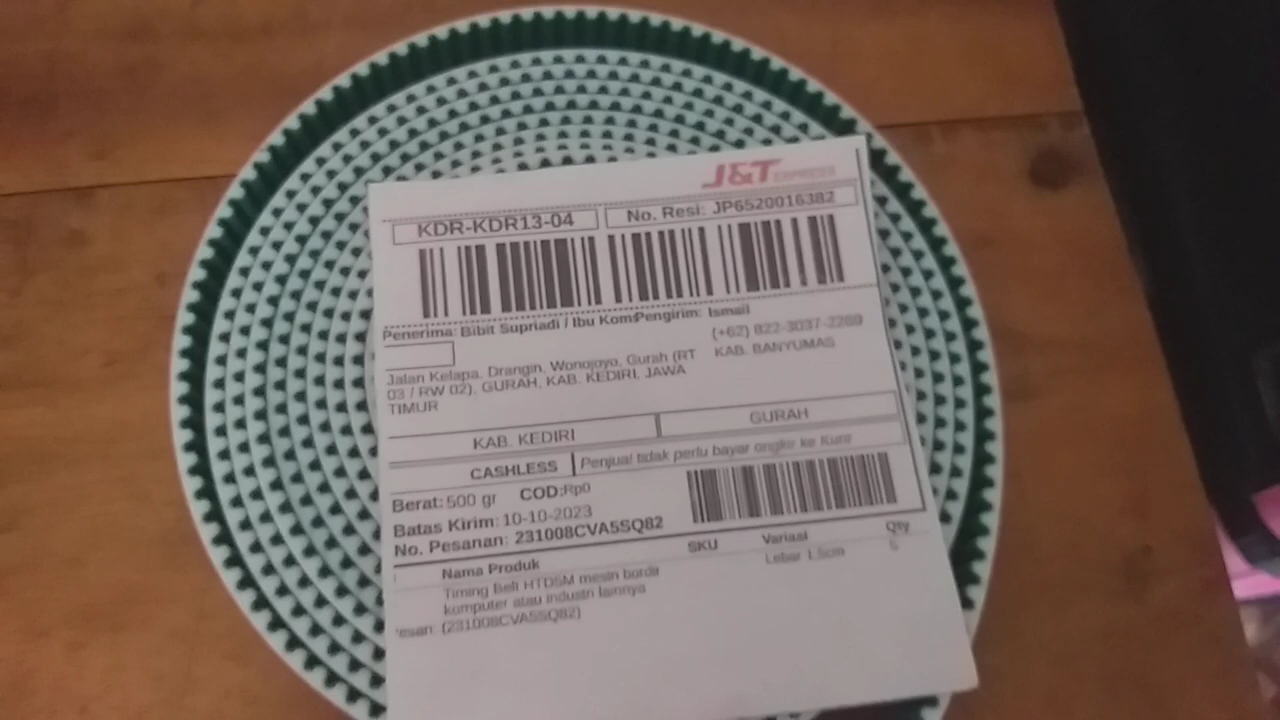 J&T EXPRESS
KDR-KDR13-04
No. Resi: JP6520016382
Penerima: Bibit Supriadi / Ibu Kom
Pengirim: Ismail
(+62) 822-3037-2269
KAB. BANYUMAS
Jalan Kelapa, Drangin, Wonojoyo, Gurah (RT
03 / RW 02), GURAH, KAB. KEDIRI, JAWA
TIMUR
KAB. KEDIRI
GURAH
CASHLESS
Penjual tidak perlu bayar ongkir ke Kurir
Berat: 500 gr
COD:Rp0
Batas Kirim: 10-10-2023
No. Pesanan: 231008CVA5SQ82
Nama Produk
SKU
Variasi
Qty
Timing Belt HTD5M mesin bordir
komputer atau industri lainnya
(231008CVA5SQ82)
Lebar 1.5cm
esan: